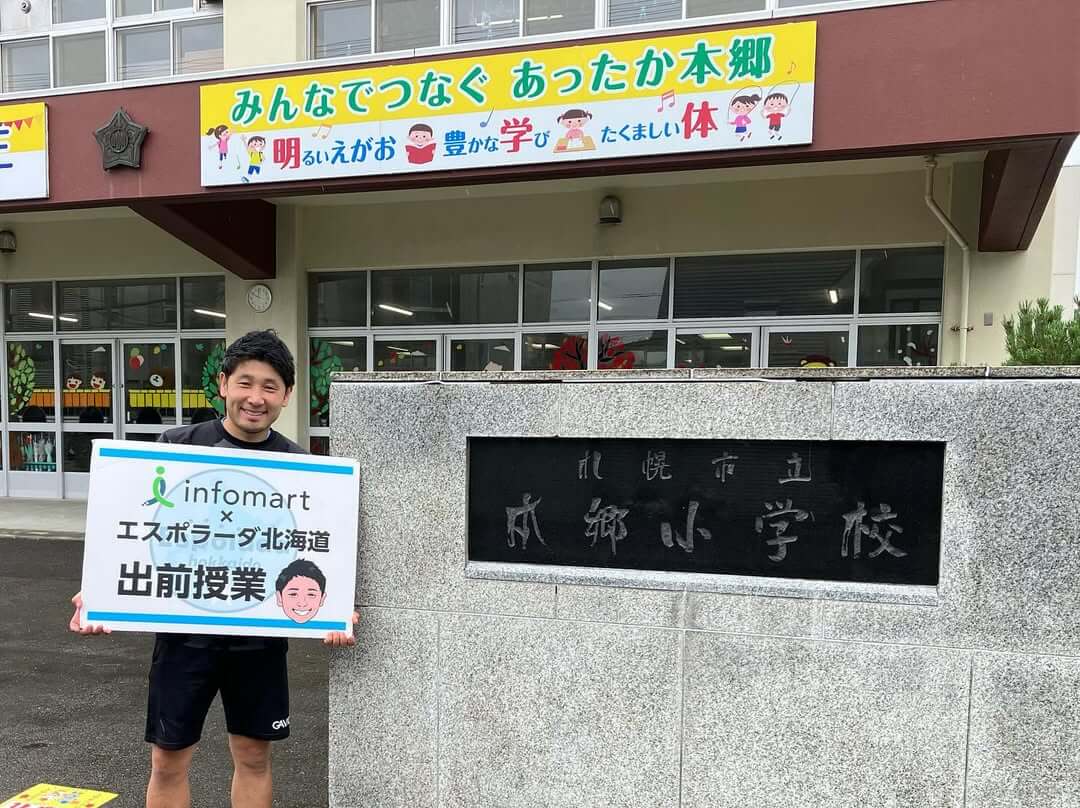 みんなでつなぐ あったか本郷
明るいえがお 豊かな学び たくましい体
infomart
×
エスポラーダ北海道
出前授業
札幌市立
本郷小学校